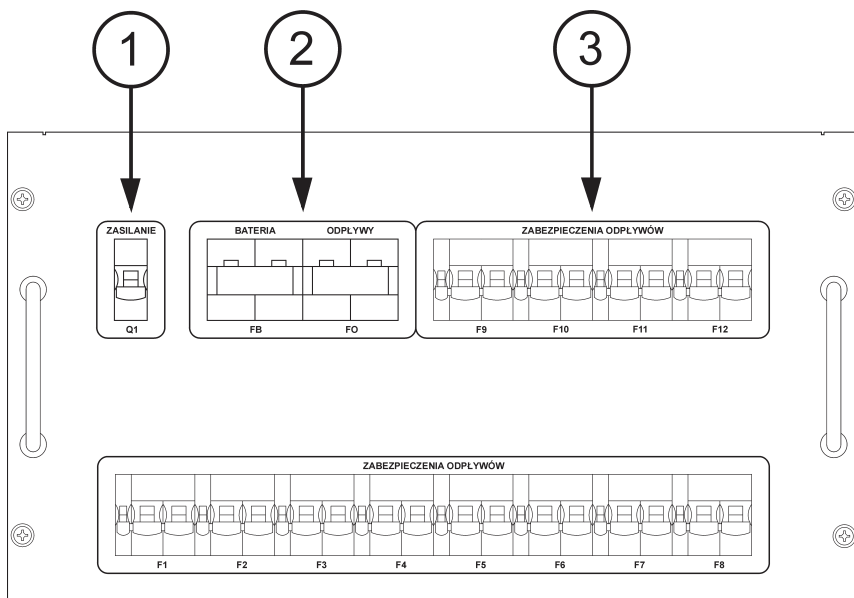 1 2 3
ZASILANIE BATERIA ODPŁYWY ZABEZPIECZENIA ODPŁYWÓW
Q1 FB FO F9 F10 F11 F12
ZABEZPIECZENIA ODPŁYWÓW
F1 F2 F3 F4 F5 F6 F7 F8